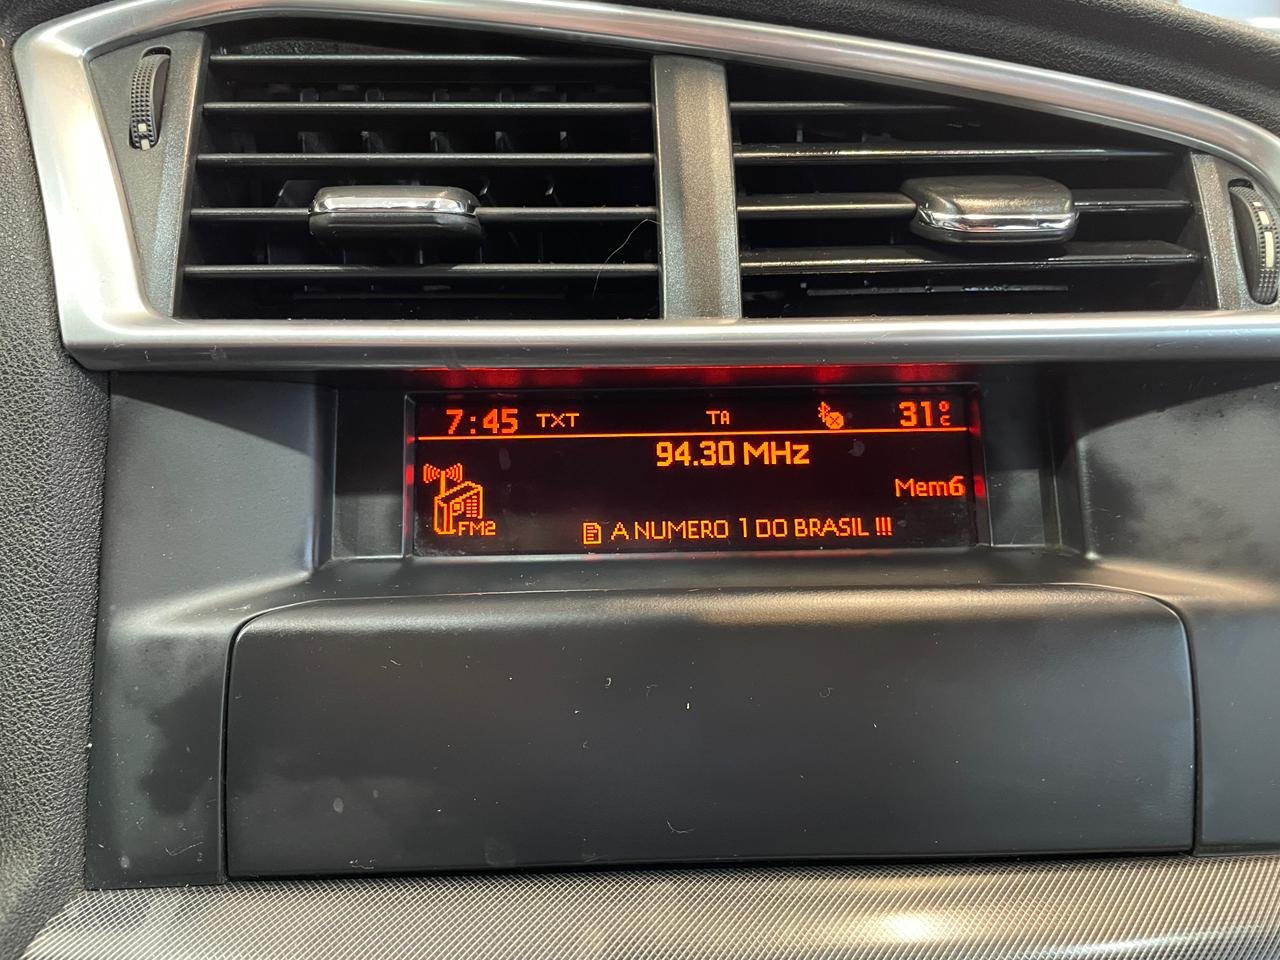 7:45 TXT TA 31°C
94.30 MHz
Mem6
FM2
A NUMERO 1 DO BRASIL !!!